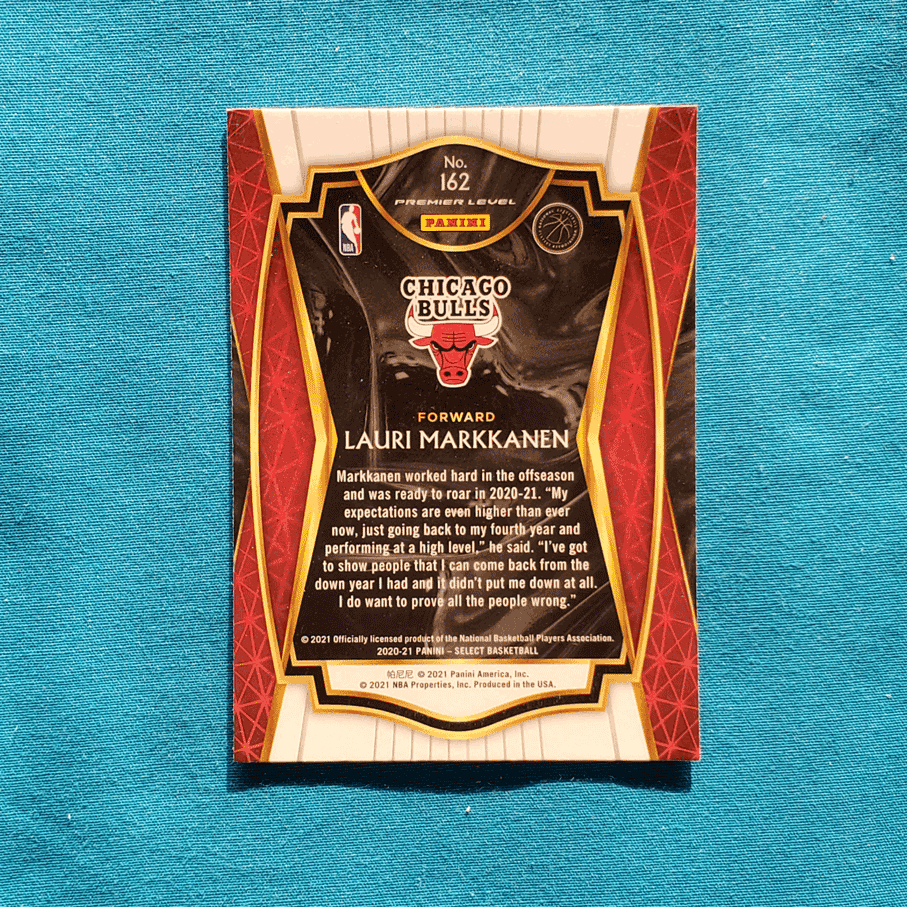 No.
162
PREMIER LEVEL
PANINI
NBA
CHICAGO
BULLS
FORWARD
LAURI MARKKANEN
Markkanen worked hard in the offseason
and was ready to roar in 2020-21. “My
expectations are even higher than ever
now, just going back to my fourth year and
performing at a high level,” he said. “I’ve got
to show people that I can come back from the
down year I had and it didn’t put me down at all.
I do want to prove all the people wrong.”
© 2021 Officially licensed product of the National Basketball Players Association.
2020-21 PANINI – SELECT BASKETBALL
帕尼尼 © 2021 Panini America, Inc.
© 2021 NBA Properties, Inc. Produced in the USA.